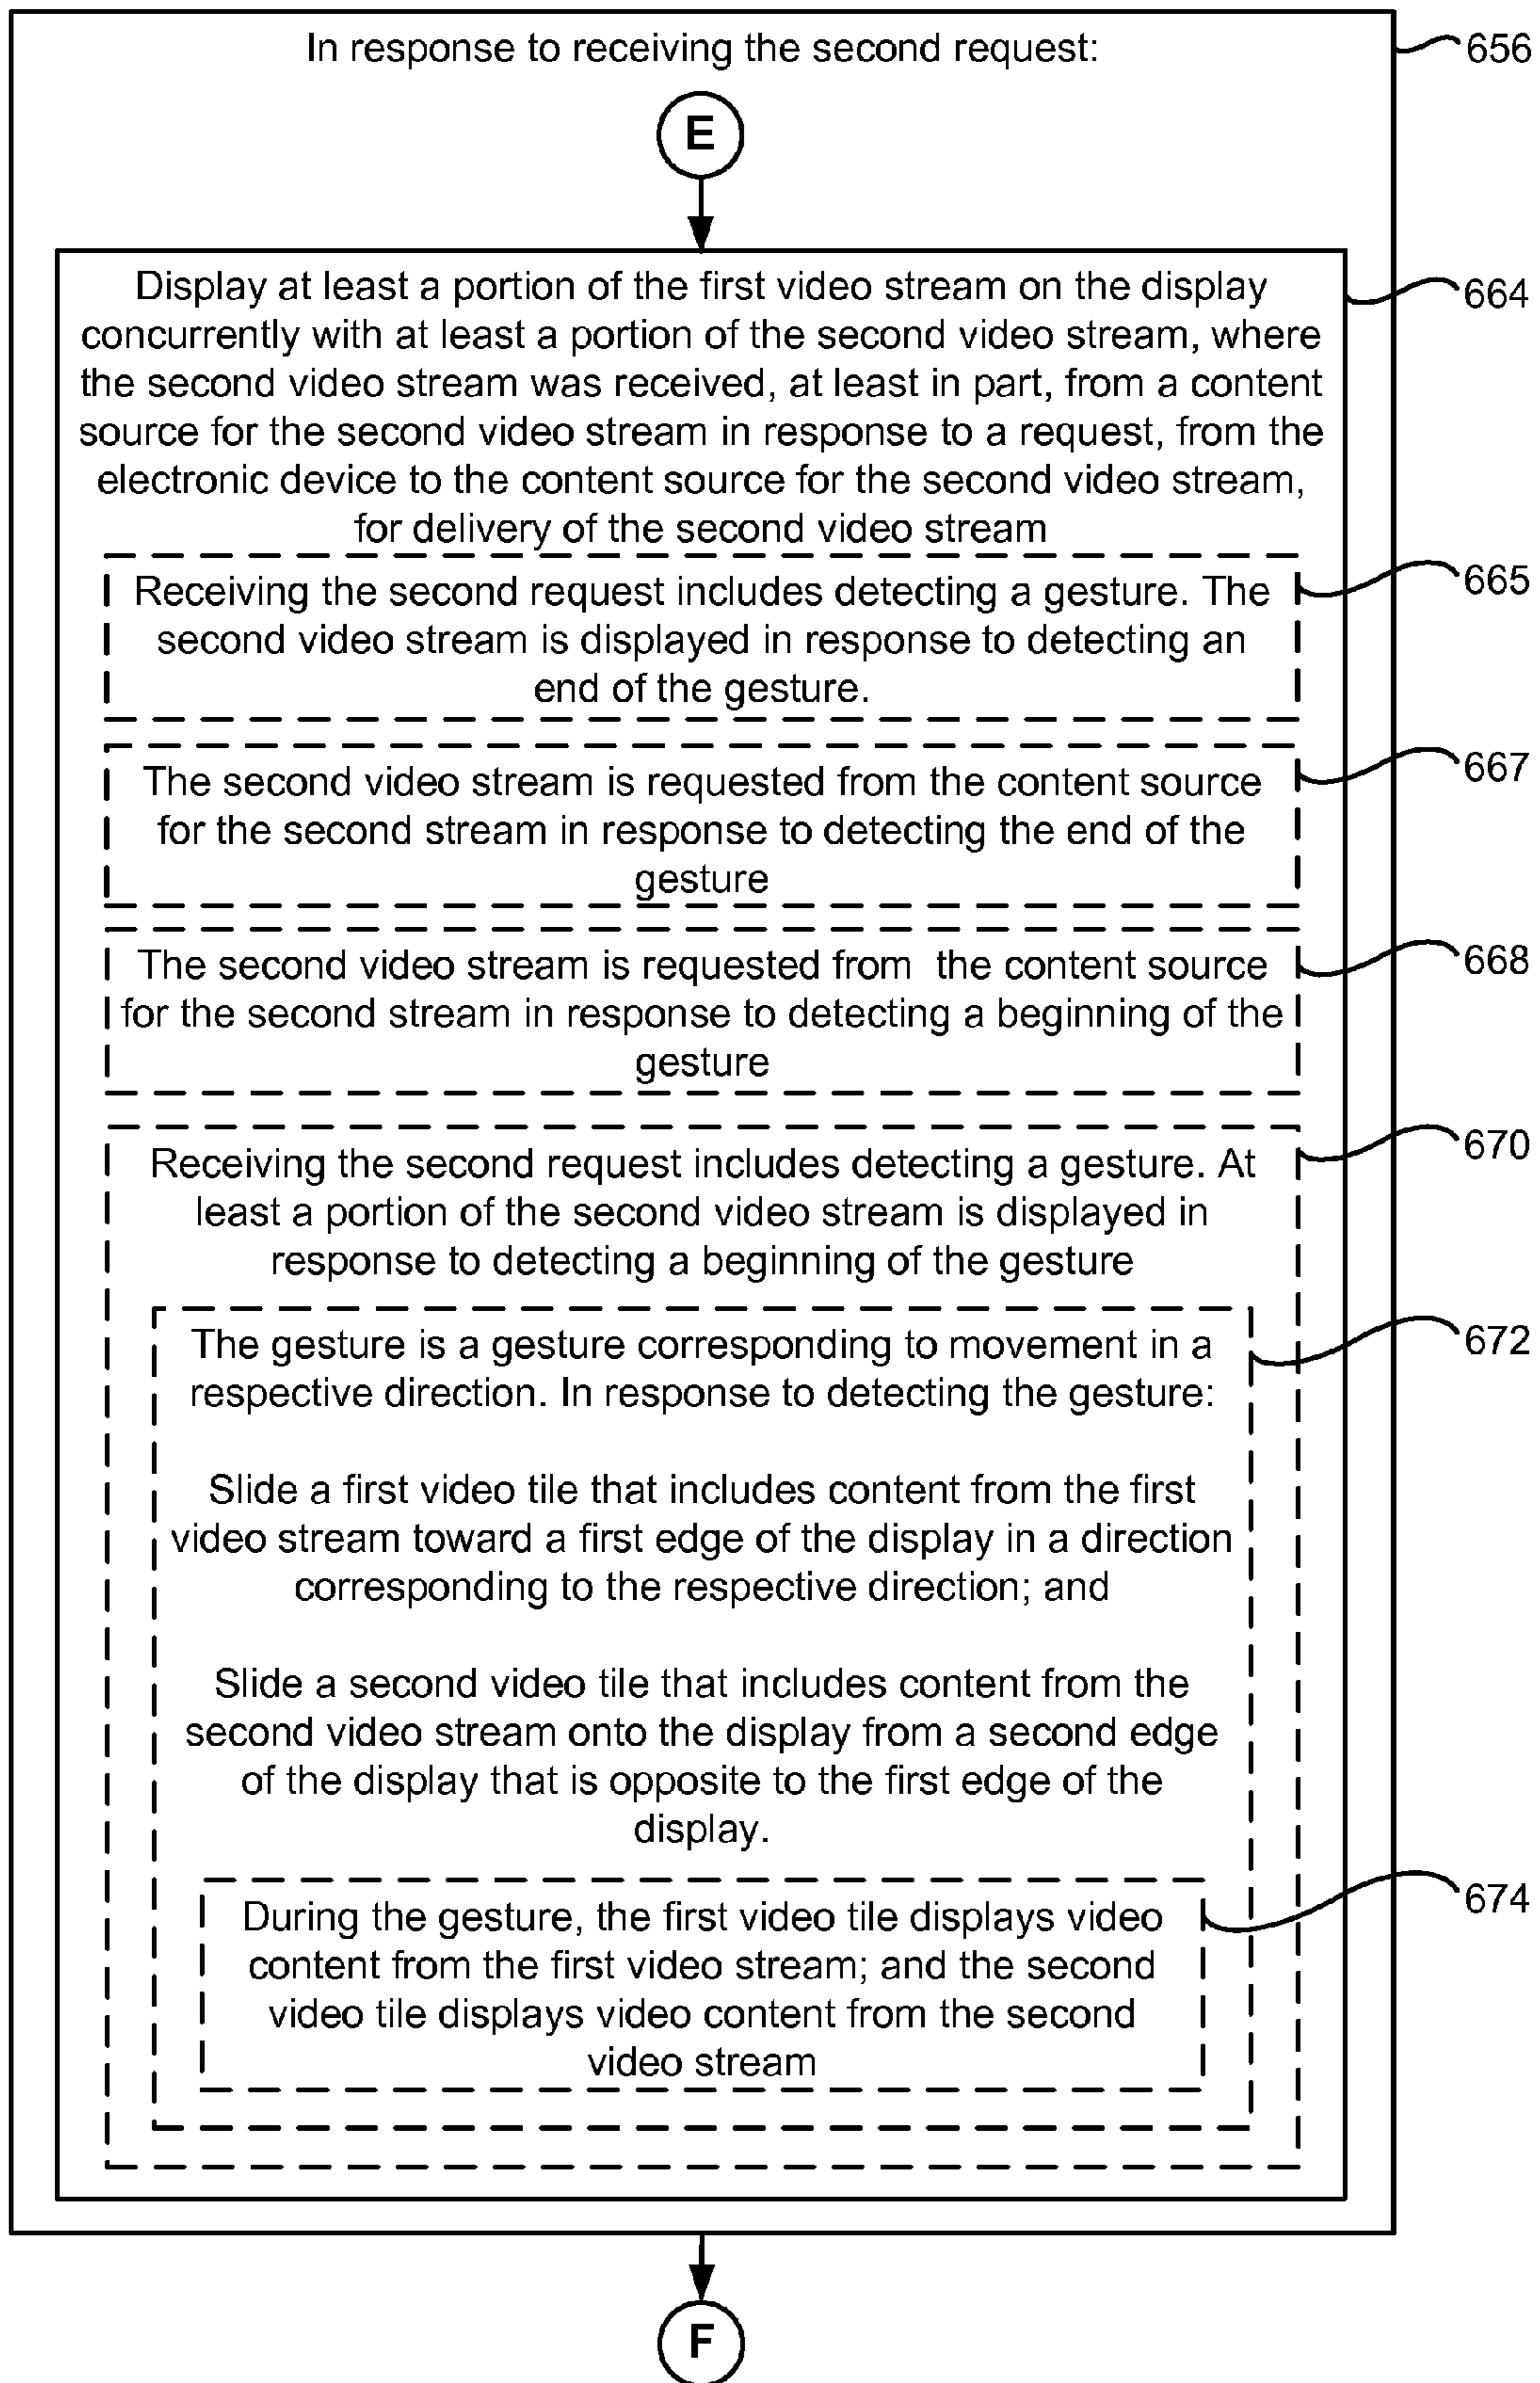 In response to receiving the second request:
656
E
Display at least a portion of the first video stream on the display
664
concurrently with at least a portion of the second video stream, where
the second video stream was received, at least in part, from a content
source for the second video stream in response to a request, from the
electronic device to the content source for the second video stream,
for delivery of the second video stream
Receiving the second request includes detecting a gesture. The
665
second video stream is displayed in response to detecting an
end of the gesture.
The second video stream is requested from the content source
667
for the second stream in response to detecting the end of the
gesture
The second video stream is requested from the content source
668
for the second stream in response to detecting a beginning of the
gesture
Receiving the second request includes detecting a gesture. At
670
least a portion of the second video stream is displayed in
response to detecting a beginning of the gesture
The gesture is a gesture corresponding to movement in a
672
respective direction. In response to detecting the gesture:
Slide a first video tile that includes content from the first
video stream toward a first edge of the display in a direction
corresponding to the respective direction; and
Slide a second video tile that includes content from the
second video stream onto the display from a second edge
of the display that is opposite to the first edge of the
display.
During the gesture, the first video tile displays video
674
content from the first video stream; and the second
video tile displays video content from the second
video stream
F